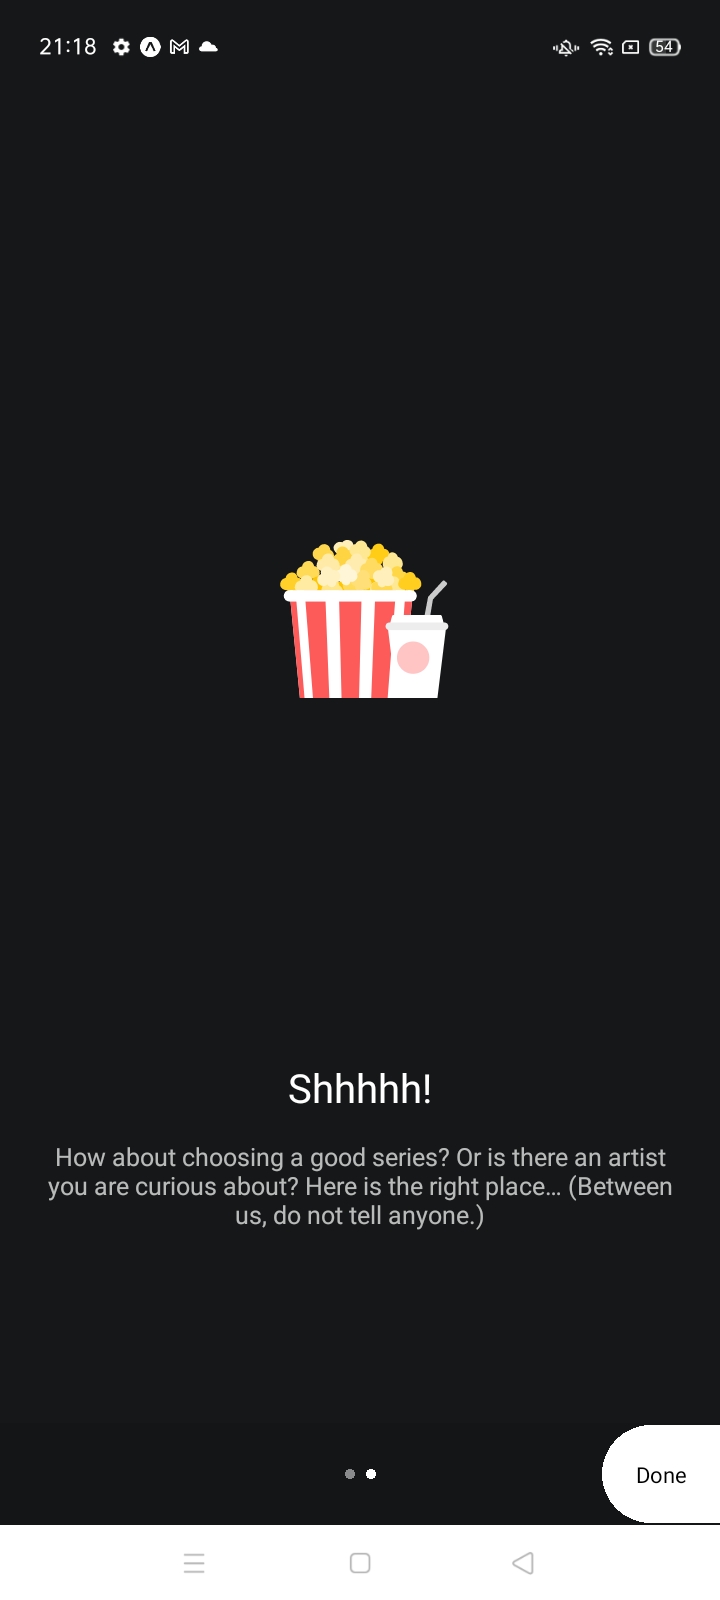 21:18
54
Shhhhh!
How about choosing a good series? Or is there an artist
you are curious about? Here is the right place... (Between
us, do not tell anyone.)
Done